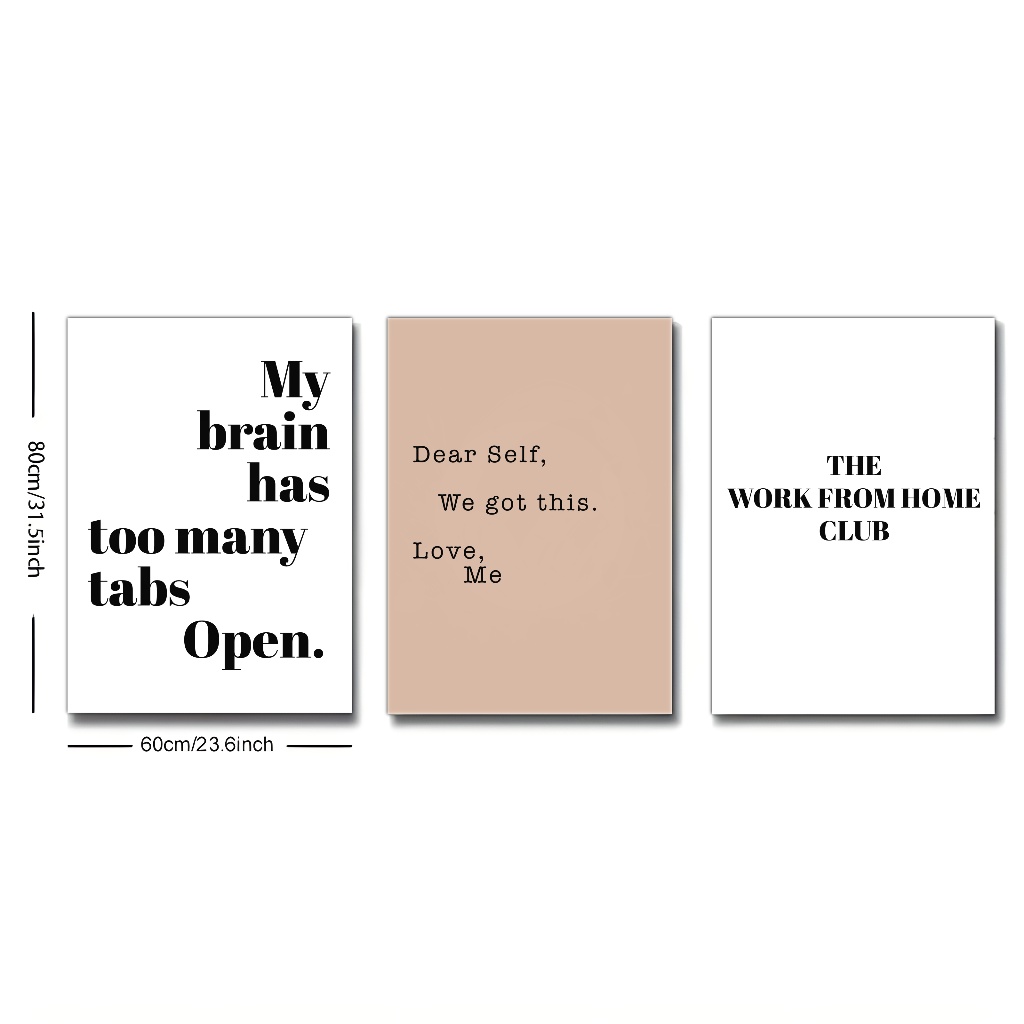 My
brain
has
too many
tabs
Open.
Dear Self,
We got this.
Love,
Me
THE
WORK FROM HOME
CLUB
80cm/31.5inch
60cm/23.6inch